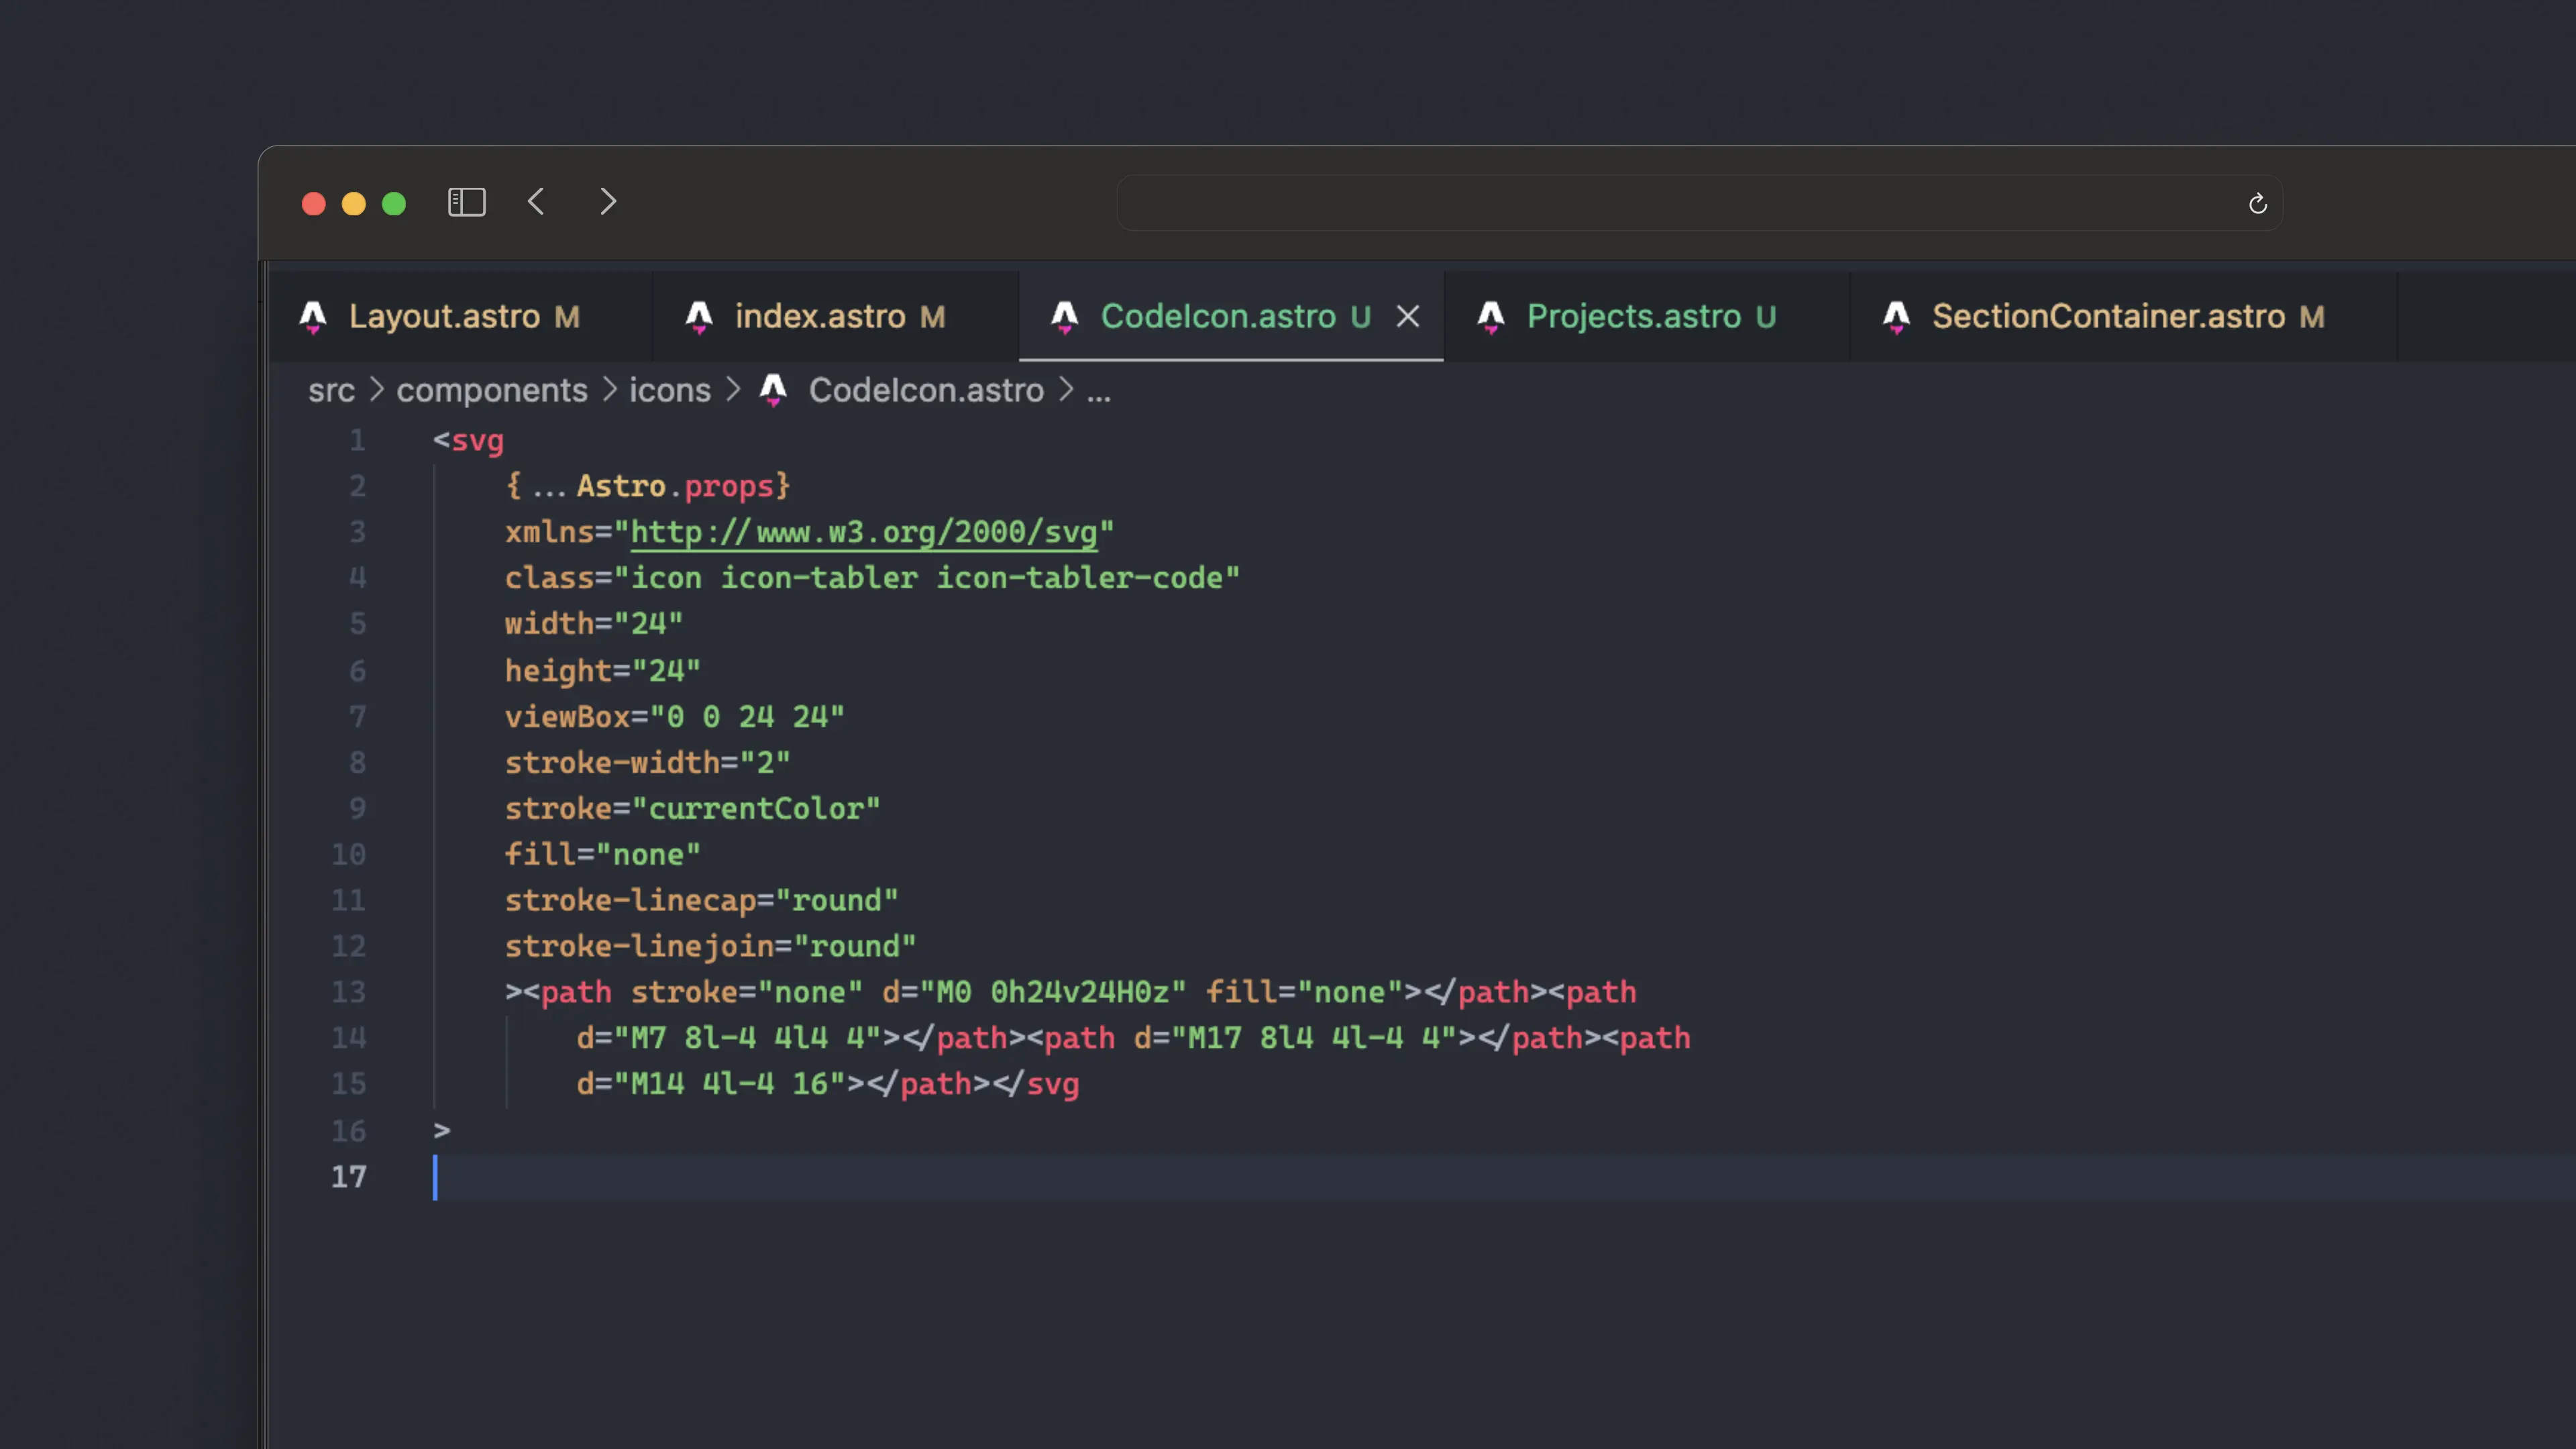 Layout.astro M index.astro M CodeIcon.astro U Projects.astro U SectionContainer.astro M
src > components > icons > CodeIcon.astro > ...
1 <svg
2 {...Astro.props}
3 xmlns="http://www.w3.org/2000/svg"
4 class="icon icon-tabler icon-tabler-code"
5 width="24"
6 height="24"
7 viewBox="0 0 24 24"
8 stroke-width="2"
9 stroke="currentColor"
10 fill="none"
11 stroke-linecap="round"
12 stroke-linejoin="round"
13 ><path stroke="none" d="M0 0h24v24H0z" fill="none"></path><path
14 d="M7 8l-4 4l4 4"></path><path d="M17 8l4 4l-4 4"></path><path
15 d="M14 4l-4 16"></path></svg
16 >
17